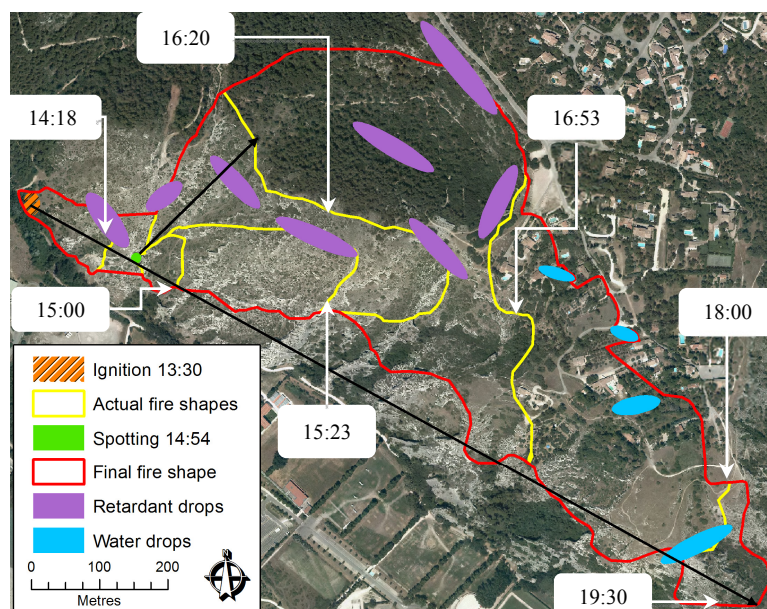 16:20
14:18
16:53
15:00
18:00
15:23
Ignition 13:30
Actual fire shapes
Spotting 14:54
Final fire shape
Retardant drops
Water drops
N
0 100 200
Metres
19:30